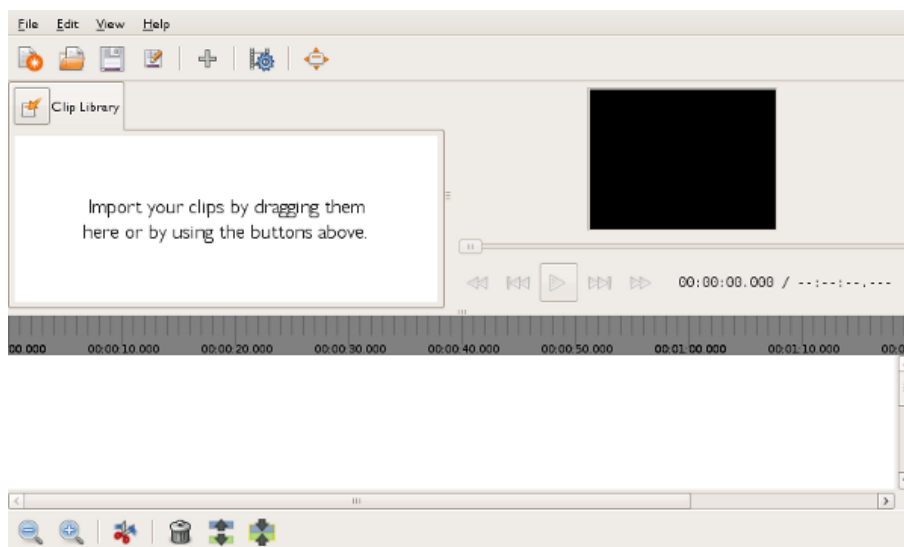 File Edit View Help
Clip Library
Import your clips by dragging them
here or by using the buttons above.
00:00:00.000 / --:--:--.---
00.000 00:00:10.000 00:00:20.000 00:00:30.000 00:00:40.000 00:00:50.000 00:01:00.000 00:01:10.000 00:0